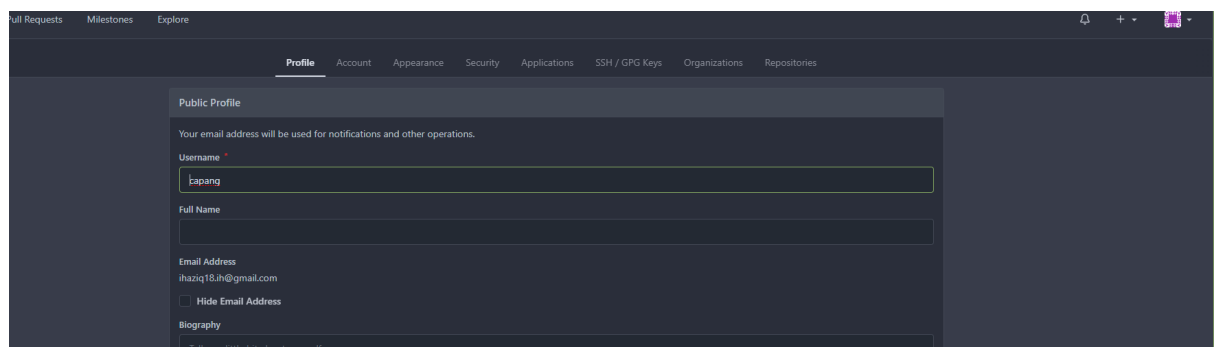 Pull Requests Milestones Explore
Profile Account Appearance Security Applications SSH / GPG Keys Organizations Repositories
Public Profile
Your email address will be used for notifications and other operations.
Username *
capang
Full Name
Email Address
ihaziq18.ih@gmail.com
Hide Email Address
Biography